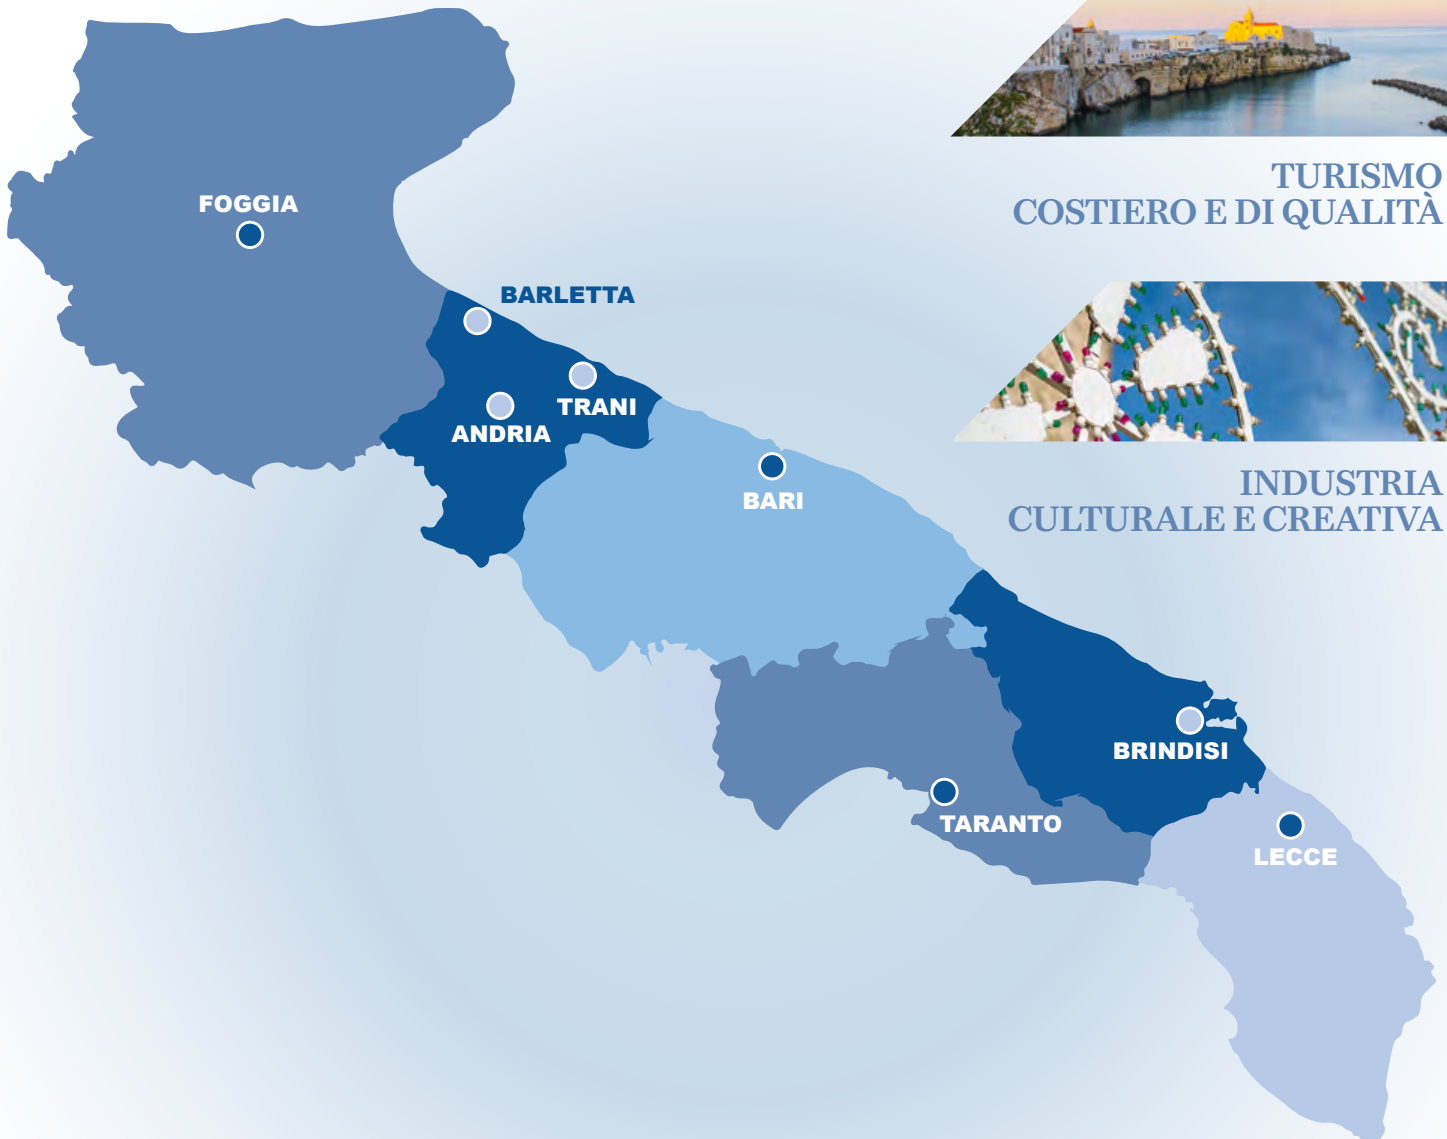 FOGGIA
BARLETTA
TRANI
ANDRIA
BARI
BRINDISI
TARANTO
LECCE
TURISMO
COSTIERO E DI QUALITÀ
INDUSTRIA
CULTURALE E CREATIVA